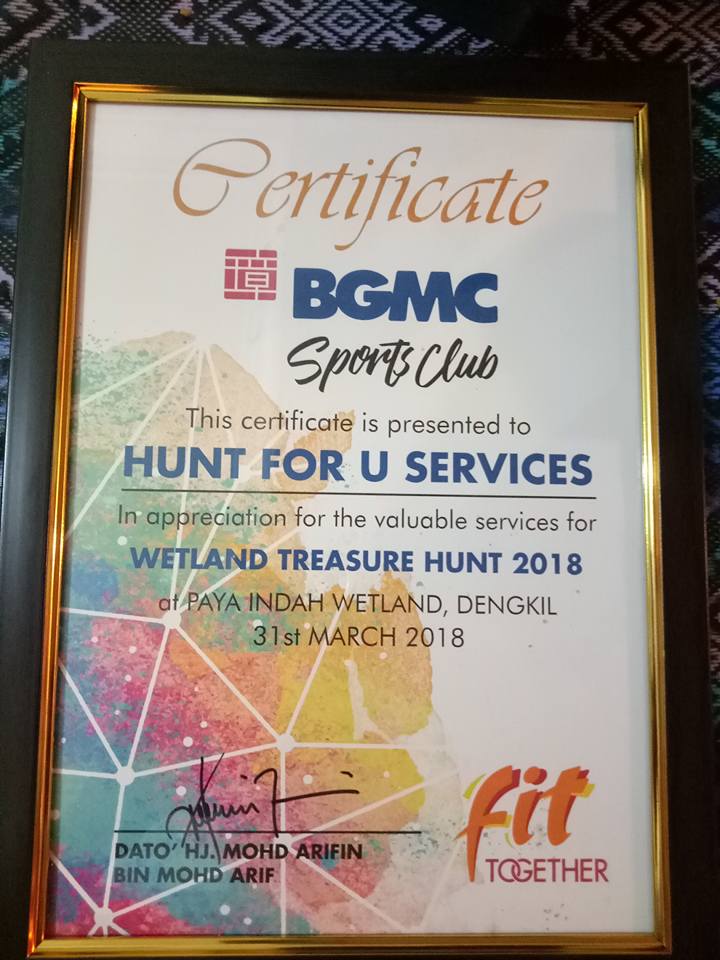 Certificate
BGMC
Sports Club
This certificate is presented to
HUNT FOR U SERVICES
In appreciation for the valuable services for
WETLAND TREASURE HUNT 2018
at PAYA INDAH WETLAND, DENGKIL
31st MARCH 2018
DATO' HJ. MOHD ARIFIN
BIN MOHD ARIF
fit
TOGETHER